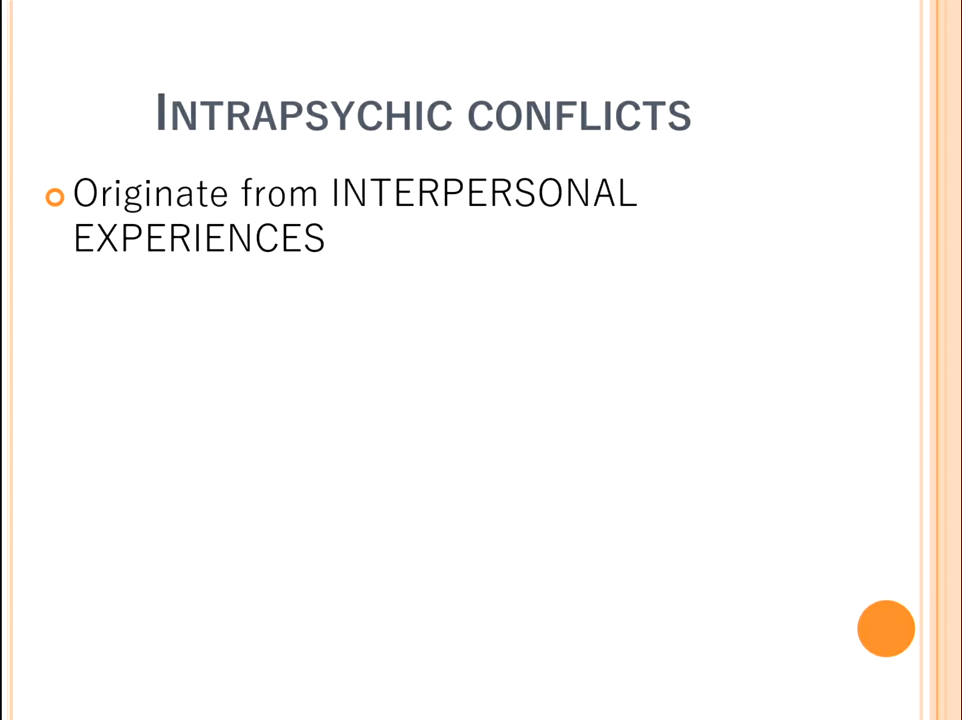 INTRAPSYCHIC CONFLICTS
Originate from INTERPERSONAL
EXPERIENCES